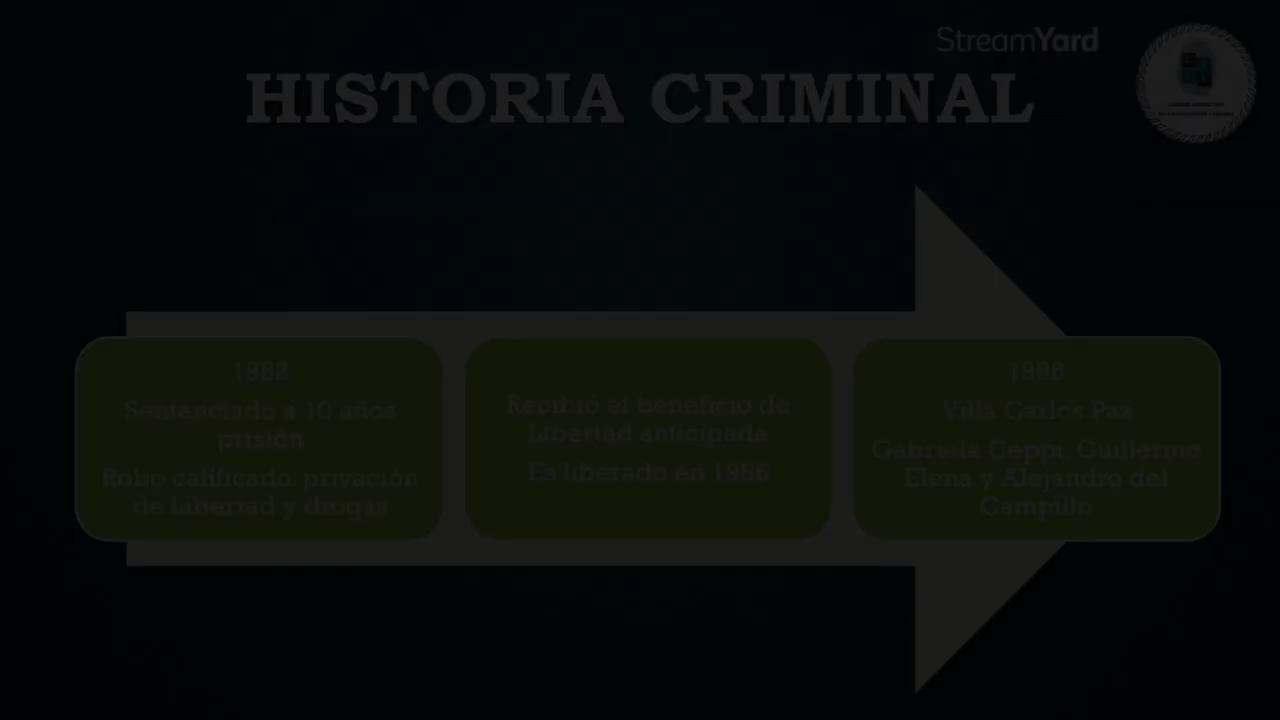 StreamYard
HISTORIA CRIMINAL
1982
Sentenciado a 10 años
prisión
Robo calificado, privación
de Libertad y drogas
Recibió el beneficio de
Libertad anticipada
Es liberado en 1986
1986
Villa Carlos Paz
Gabriela Ceppi, Guillermo
Elena y Alejandro del
Campillo